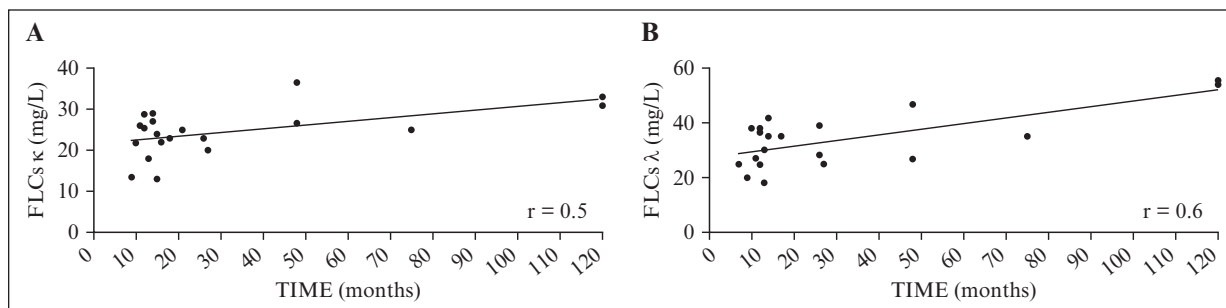 A
FLCs κ (mg/L)
40
30
20
10
0
0 10 20 30 40 50 60 70 80 90 100 110 120
TIME (months)
r = 0.5
B
FLCs λ (mg/L)
60
40
20
0
0 10 20 30 40 50 60 70 80 90 100 110 120
TIME (months)
r = 0.6